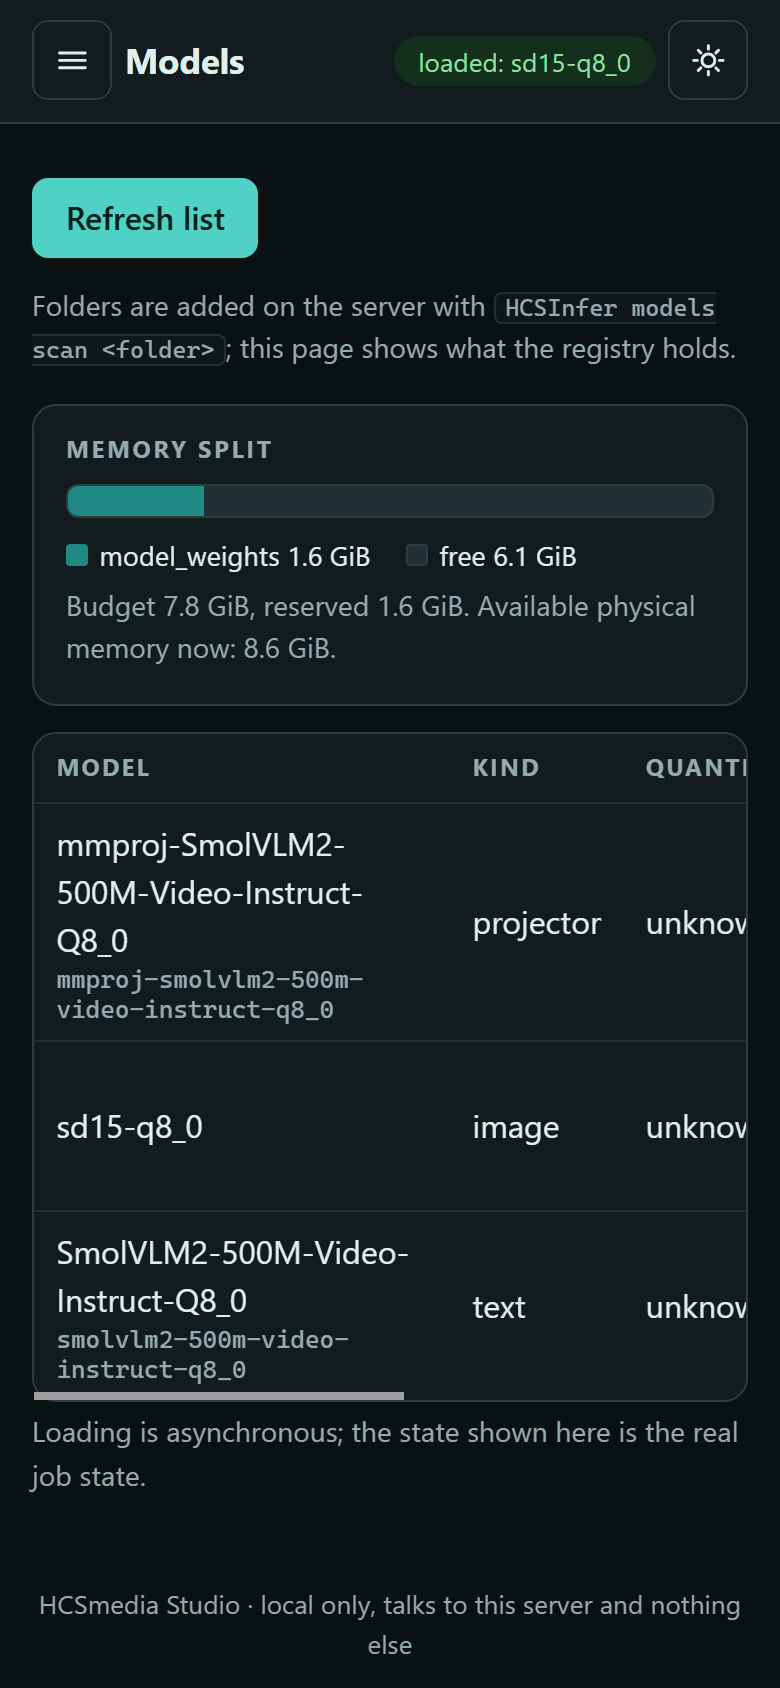 Models
loaded: sd15-q8_0
Refresh list
Folders are added on the server with HCSInfer models
scan <folder>; this page shows what the registry holds.
MEMORY SPLIT
model_weights 1.6 GiB free 6.1 GiB
Budget 7.8 GiB, reserved 1.6 GiB. Available physical
memory now: 8.6 GiB.
MODEL KIND QUANTI
mmproj-SmolVLM2-
500M-Video-Instruct-
Q8_0
mmproj-smolvlm2-500m-
video-instruct-q8_0
projector unknow
sd15-q8_0 image unknow
SmolVLM2-500M-Video-
Instruct-Q8_0
smolvlm2-500m-video-
instruct-q8_0
text unknow
Loading is asynchronous; the state shown here is the real
job state.
HCSmedia Studio · local only, talks to this server and nothing
else